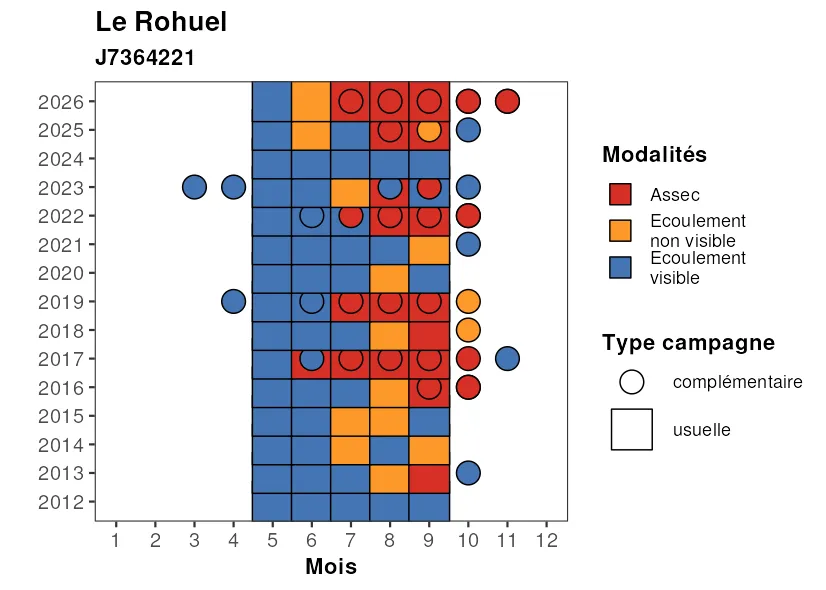 Le Rohuel
J7364221
2026
2025
2024
2023
2022
2021
2020
2019
2018
2017
2016
2015
2014
2013
2012
1 2 3 4 5 6 7 8 9 10 11 12
Mois
Modalités
Assec
Ecoulement
non visible
Ecoulement
visible
Type campagne
complémentaire
usuelle